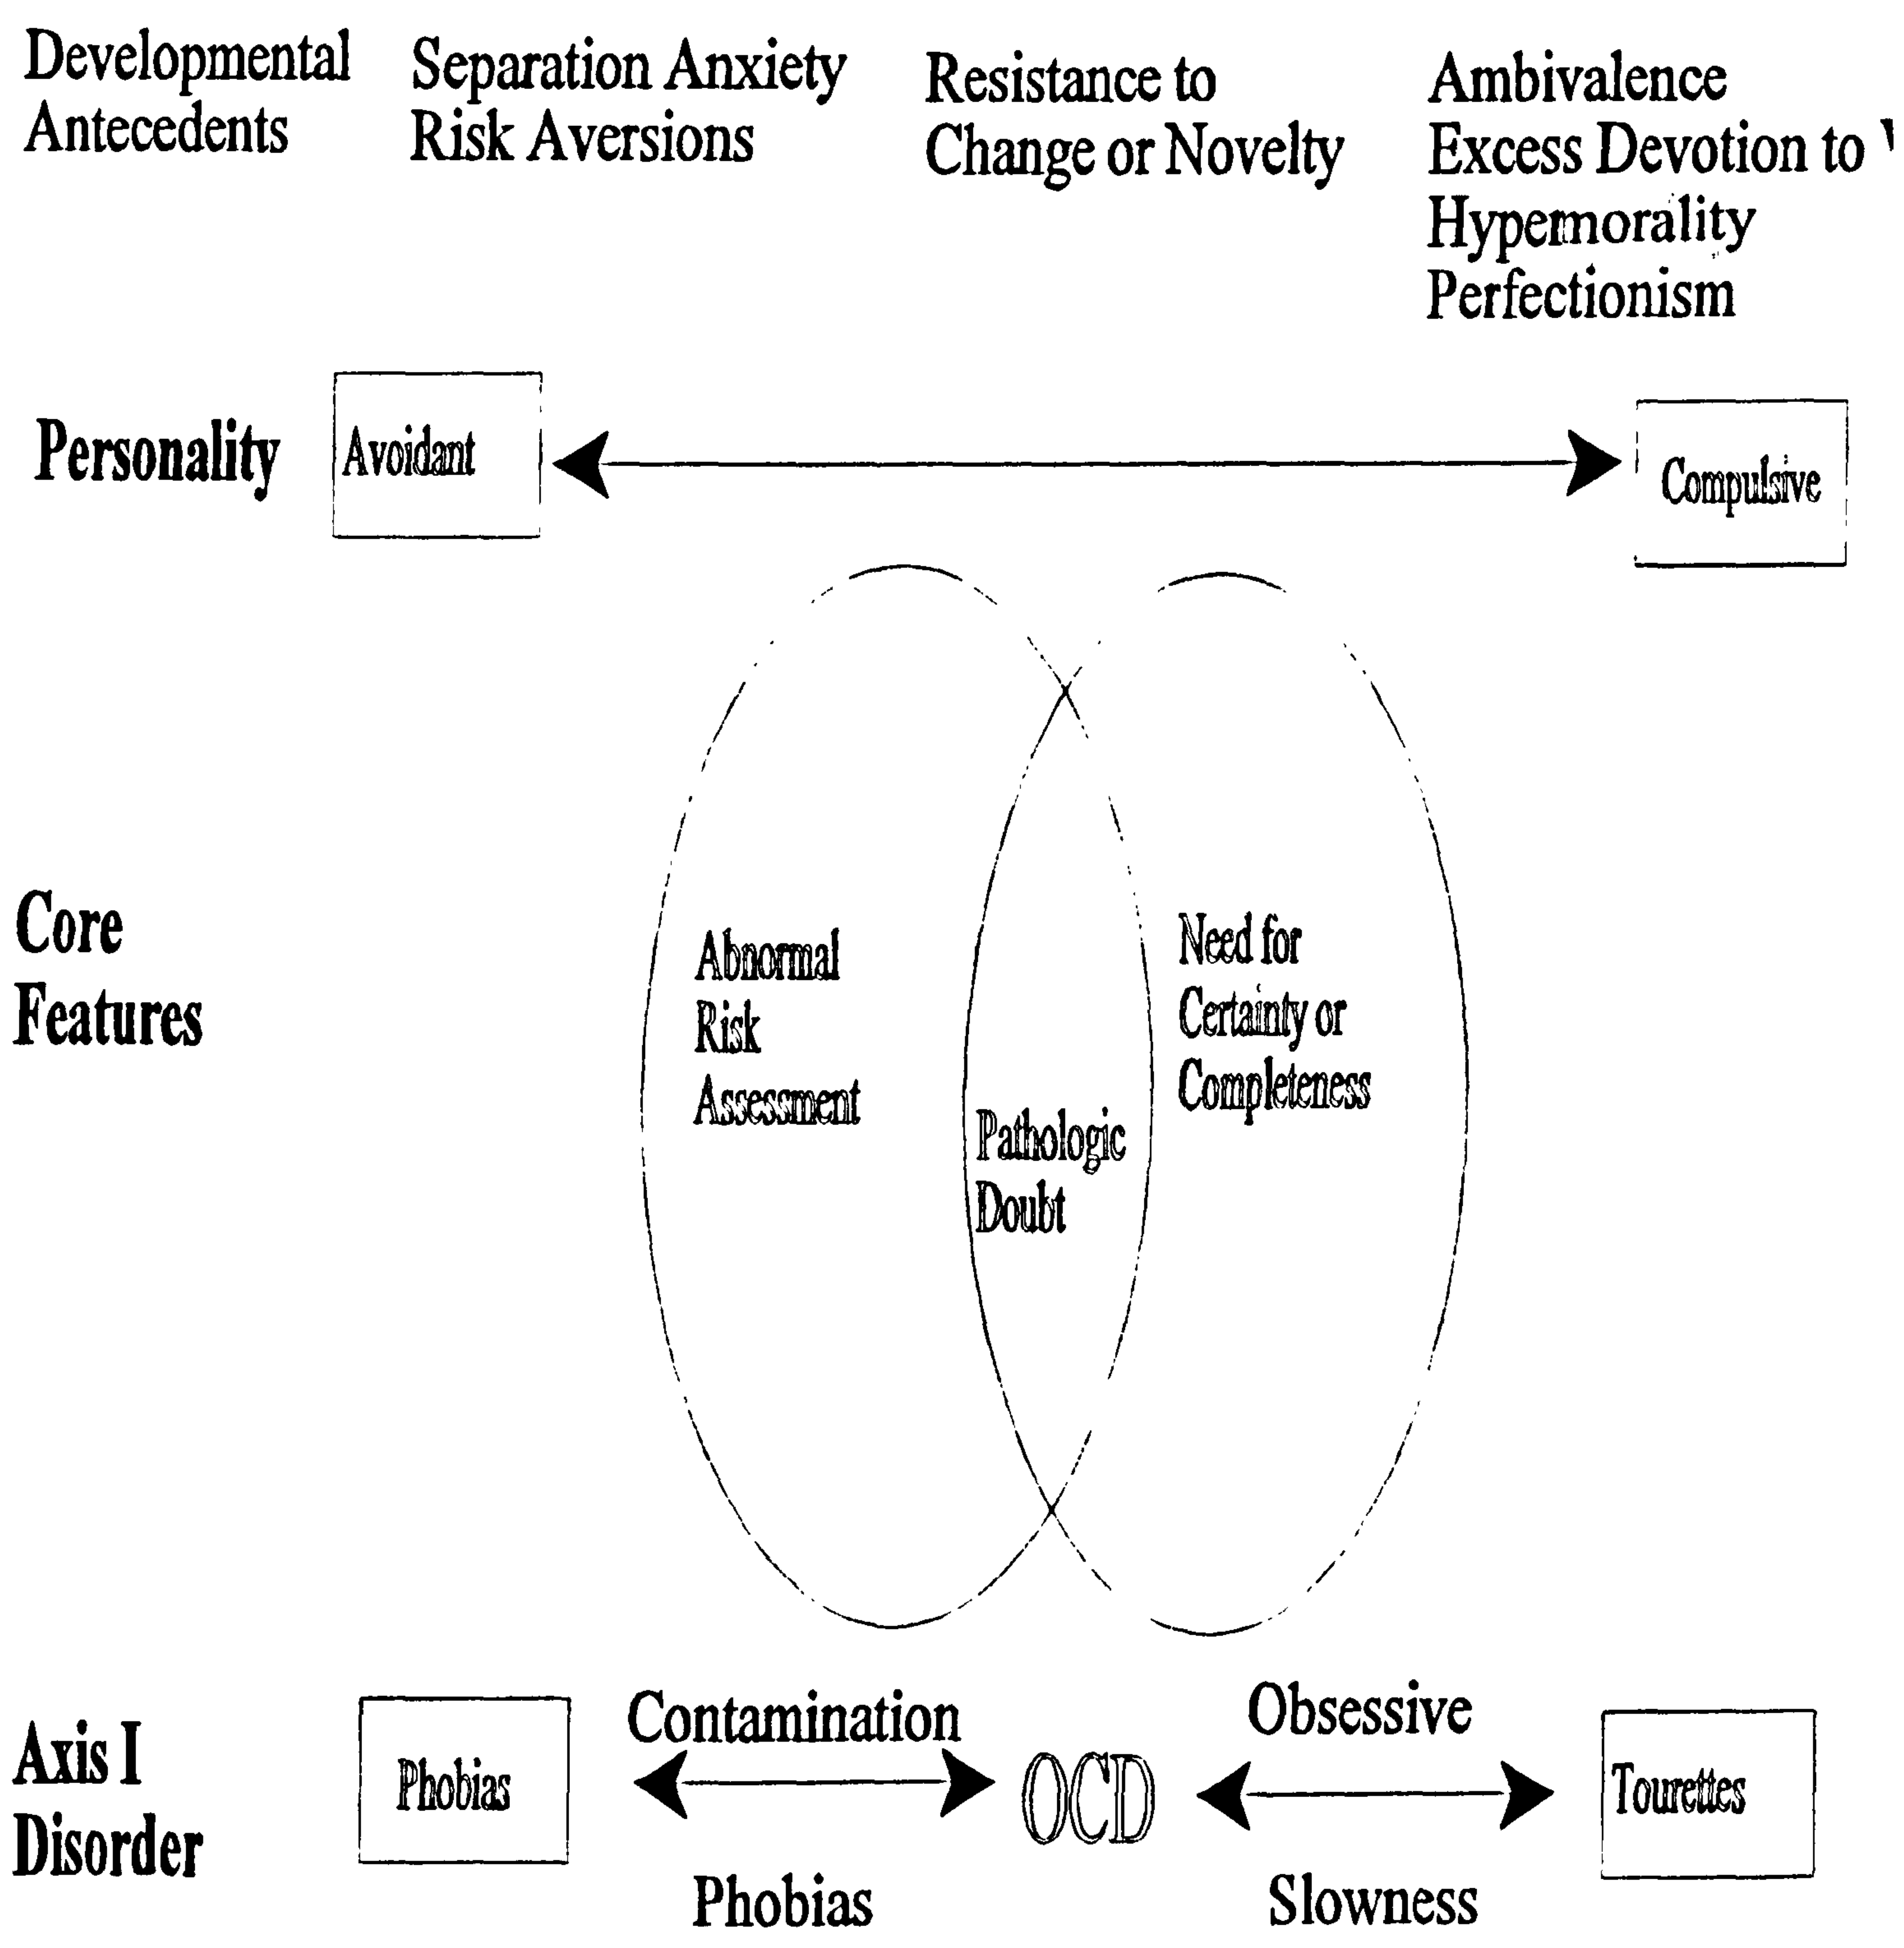 Developmental
Antecedents
Separation Anxiety
Risk Aversions
Resistance to
Change or Novelty
Ambivalence
Excess Devotion to
Hypermorality
Perfectionism
Personality
Avoidant
Compulsive
Core
Features
Abnormal
Risk
Assessment
Pathologic
Doubt
Need for
Certainty or
Completeness
Axis I
Disorder
Phobias
Contamination
Phobias
OCD
Obsessive
Slowness
Tourettes